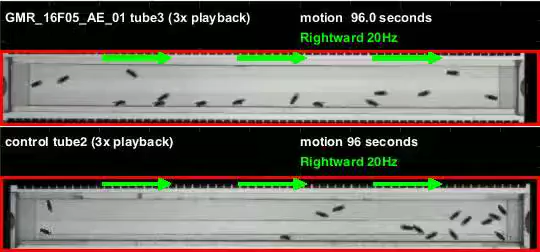 GMR_16F05_AE_01 tube3 (3x playback)
motion  96.0 seconds
Rightward 20Hz
control tube2 (3x playback)
motion 96 seconds
Rightward 20Hz